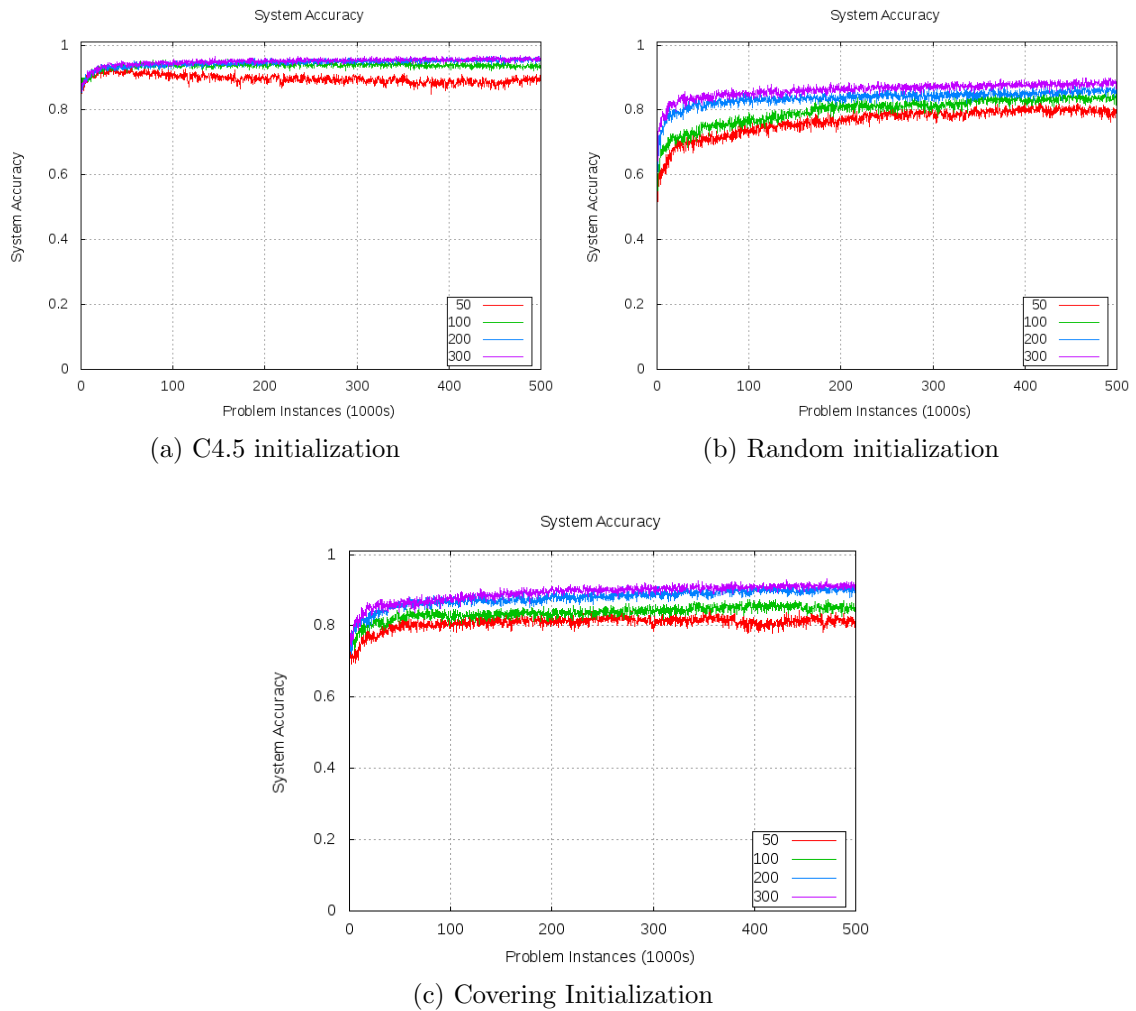 System Accuracy
System Accuracy
1
0.8
0.6
0.4
0.2
0
0 100 200 300 400 500
Problem Instances (1000s)
50
100
200
300
(a) C4.5 initialization
System Accuracy
System Accuracy
1
0.8
0.6
0.4
0.2
0
0 100 200 300 400 500
Problem Instances (1000s)
50
100
200
300
(b) Random initialization
System Accuracy
System Accuracy
1
0.8
0.6
0.4
0.2
0
0 100 200 300 400 500
Problem Instances (1000s)
50
100
200
300
(c) Covering Initialization